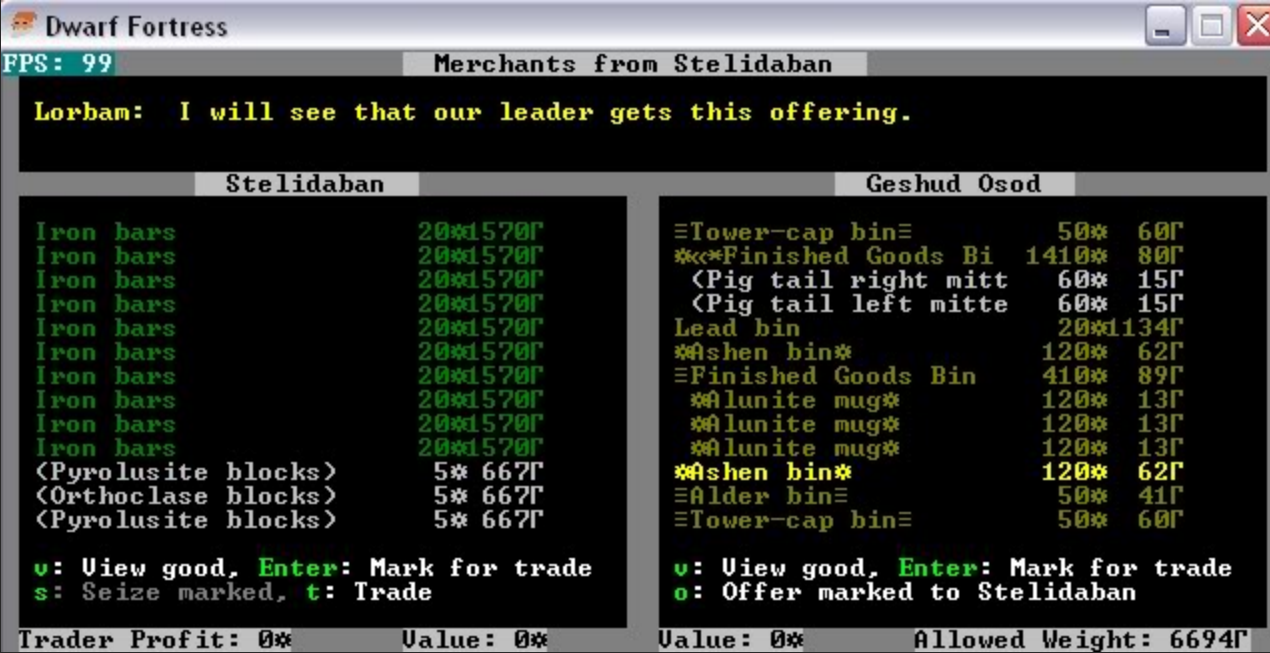 Dwarf Fortress
FPS: 99
Merchants from Stelidaban
Lorbam: I will see that our leader gets this offering.
Stelidaban
Iron bars 20☼1570Γ
Iron bars 20☼1570Γ
Iron bars 20☼1570Γ
Iron bars 20☼1570Γ
Iron bars 20☼1570Γ
Iron bars 20☼1570Γ
Iron bars 20☼1570Γ
Iron bars 20☼1570Γ
Iron bars 20☼1570Γ
Iron bars 20☼1570Γ
(Pyrolusite blocks) 5☼ 667Γ
(Orthoclase blocks) 5☼ 667Γ
(Pyrolusite blocks) 5☼ 667Γ
v: View good, Enter: Mark for trade
s: Seize marked, t: Trade
Trader Profit: 0☼ Value: 0☼
Geshud Osod
≡Tower-cap bin≡ 50☼ 60Γ
☼«*Finished Goods Bi 1410☼ 80Γ
(Pig tail right mitt 60☼ 15Γ
(Pig tail left mitte 60☼ 15Γ
Lead bin 20☼1134Γ
☼Ashen bin☼ 120☼ 62Γ
≡Finished Goods Bin 410☼ 89Γ
☼Alunite mug☼ 120☼ 13Γ
☼Alunite mug☼ 120☼ 13Γ
☼Alunite mug☼ 120☼ 13Γ
☼Ashen bin☼ 120☼ 62Γ
≡Alder bin≡ 50☼ 41Γ
≡Tower-cap bin≡ 50☼ 60Γ
v: View good, Enter: Mark for trade
o: Offer marked to Stelidaban
Value: 0☼ Allowed Weight: 6694Γ